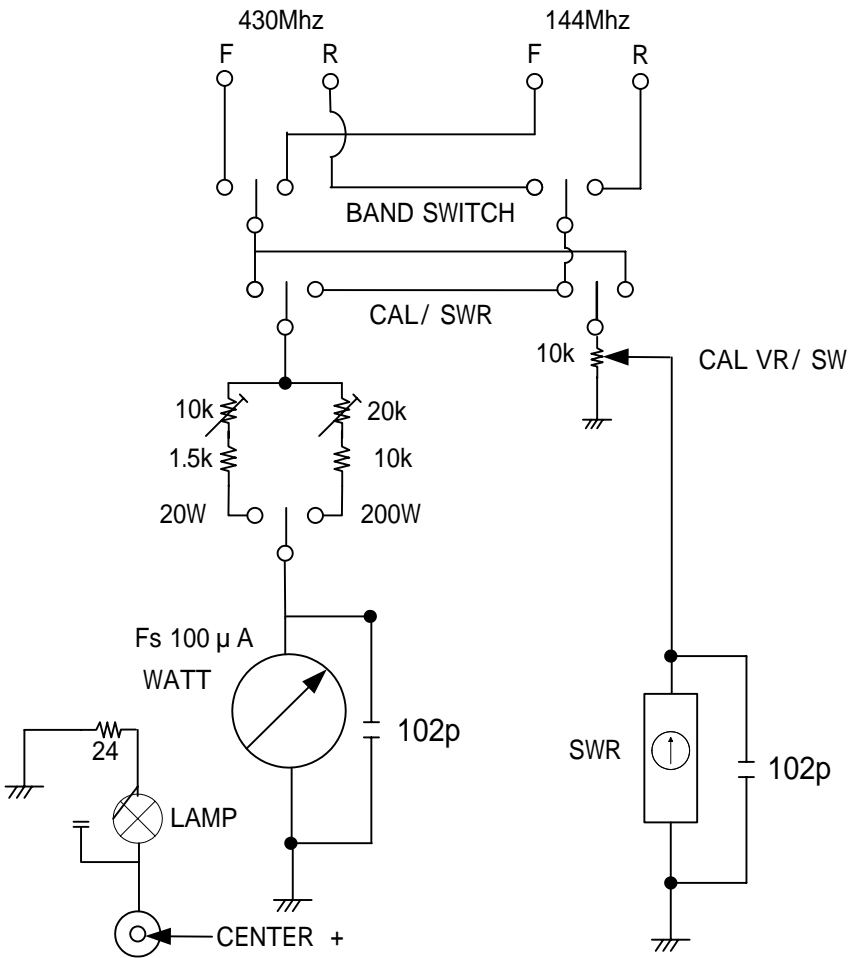 430Mhz 144Mhz
F R F R
BAND SWITCH
CAL/ SWR
10k CAL VR/ SW
10k 20k
1.5k 10k
20W 200W
Fs 100 µ A
WATT
102p
SWR
24
102p
LAMP
CENTER +